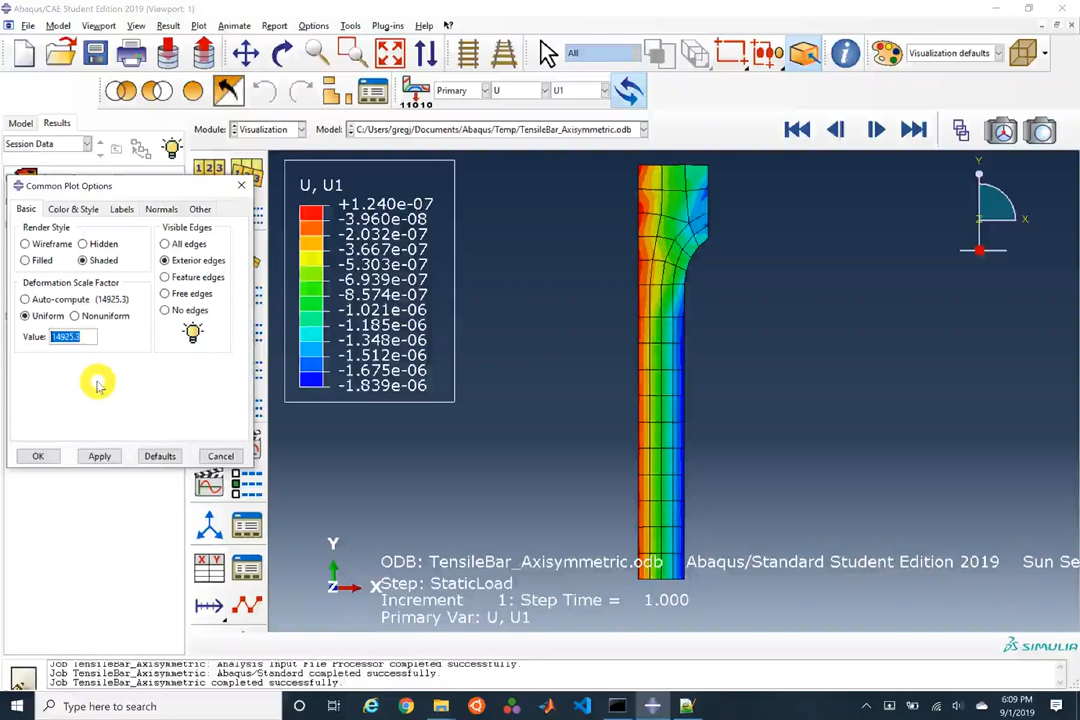 Abaqus/CAE Student Edition 2019 [Viewport: 1]
File Model Viewport View Result Plot Animate Report Options Tools Plug-ins Help
All
Visualization defaults
11010
Primary
U
U1
Model Results
Module: Visualization Model: C:/Users/gregj/Documents/Abaqus/Temp/TensileBar_Axisymmetric.odb
Session Data
123
Common Plot Options
Basic Color & Style Labels Normals Other
Render Style
Wireframe Hidden
Filled Shaded
Deformation Scale Factor
Auto-compute (14925.3)
Uniform Nonuniform
Value: 14925.3
Visible Edges
All edges
Exterior edges
Feature edges
Free edges
No edges
OK Apply Defaults Cancel
U, U1
+1.240e-07
-3.960e-08
-2.032e-07
-3.667e-07
-5.303e-07
-6.939e-07
-8.574e-07
-1.021e-06
-1.185e-06
-1.348e-06
-1.512e-06
-1.675e-06
-1.839e-06
Y
Z
X
X Y
Y
Z
X
ODB: TensileBar_Axisymmetric.odb Abaqus/Standard Student Edition 2019 Sun Se
Step: StaticLoad
Increment 1: Step Time = 1.000
Primary Var: U, U1
SIMULIA
Job TensileBar_Axisymmetric: Analysis Input File Processor completed successfully.
Job TensileBar_Axisymmetric: Abaqus/Standard completed successfully.
Job TensileBar_Axisymmetric completed successfully.
Type here to search
6:09 PM
9/1/2019